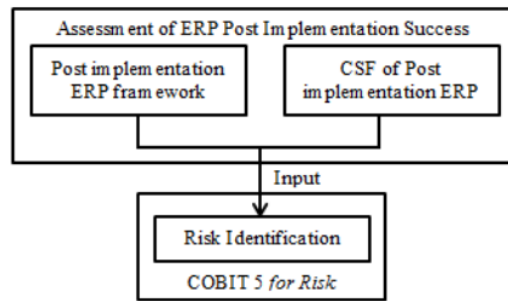 Assessment of ERP Post Implementation Success
Post implementation
ERP framework
CSF of Post
implementation ERP
Input
Risk Identification
COBIT 5 for Risk